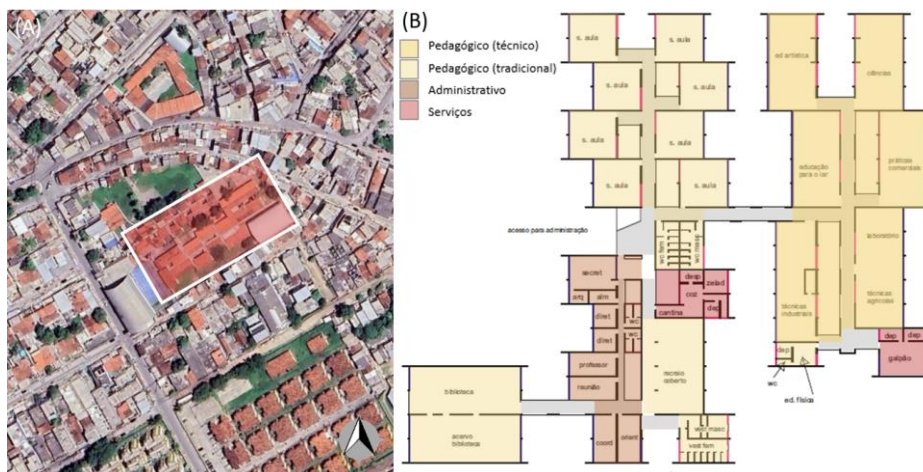 (A)
(B)
Pedagógico (técnico)
Pedagógico (tradicional)
Administrativo
Serviços
s. aula
s. aula
s. aula
s. aula
s. aula
s. aula
s. aula
s. aula
ed artística
ciências
educação
para o lar
práticas
comerciais
acesso para administração
wc fem
wc masc
laboratório
secret
desp
zelad
coz
arq
alm
cantina
dep
diret
wc
wc
diret
técnicas
industriais
técnicas
agrícolas
professor
reunião
recreio
coberto
dep
dep
dep
galpão
wc
ed. física
biblioteca
acervo
biblioteca
coord
orient
vest masc
vest fem